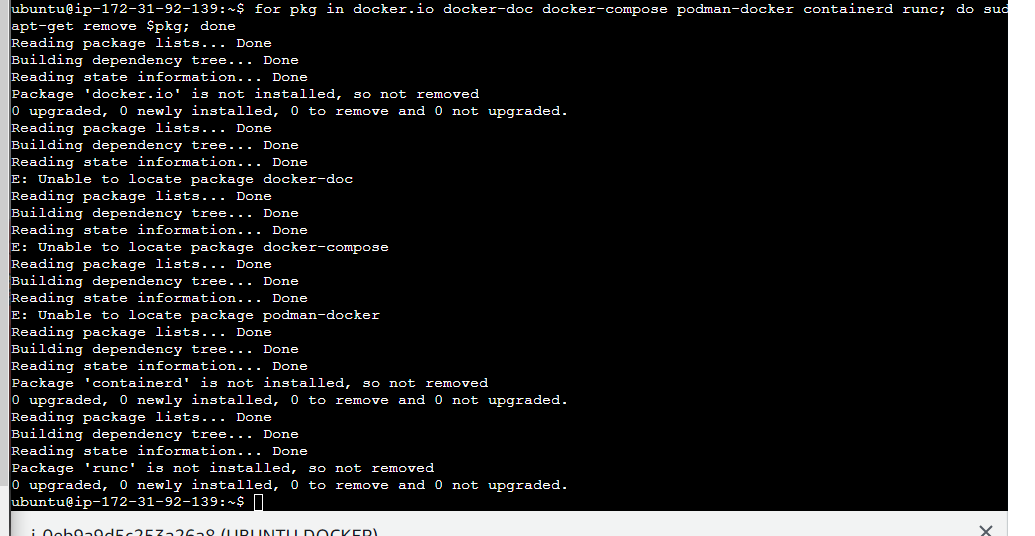 ubuntu@ip-172-31-92-139:~$ for pkg in docker.io docker-doc docker-compose podman-docker containerd runc; do sud
apt-get remove $pkg; done
Reading package lists... Done
Building dependency tree... Done
Reading state information... Done
Package 'docker.io' is not installed, so not removed
0 upgraded, 0 newly installed, 0 to remove and 0 not upgraded.
Reading package lists... Done
Building dependency tree... Done
Reading state information... Done
E: Unable to locate package docker-doc
Reading package lists... Done
Building dependency tree... Done
Reading state information... Done
E: Unable to locate package docker-compose
Reading package lists... Done
Building dependency tree... Done
Reading state information... Done
E: Unable to locate package podman-docker
Reading package lists... Done
Building dependency tree... Done
Reading state information... Done
Package 'containerd' is not installed, so not removed
0 upgraded, 0 newly installed, 0 to remove and 0 not upgraded.
Reading package lists... Done
Building dependency tree... Done
Reading state information... Done
Package 'runc' is not installed, so not removed
0 upgraded, 0 newly installed, 0 to remove and 0 not upgraded.
ubuntu@ip-172-31-92-139:~$
(UBUNTU DOCKER)